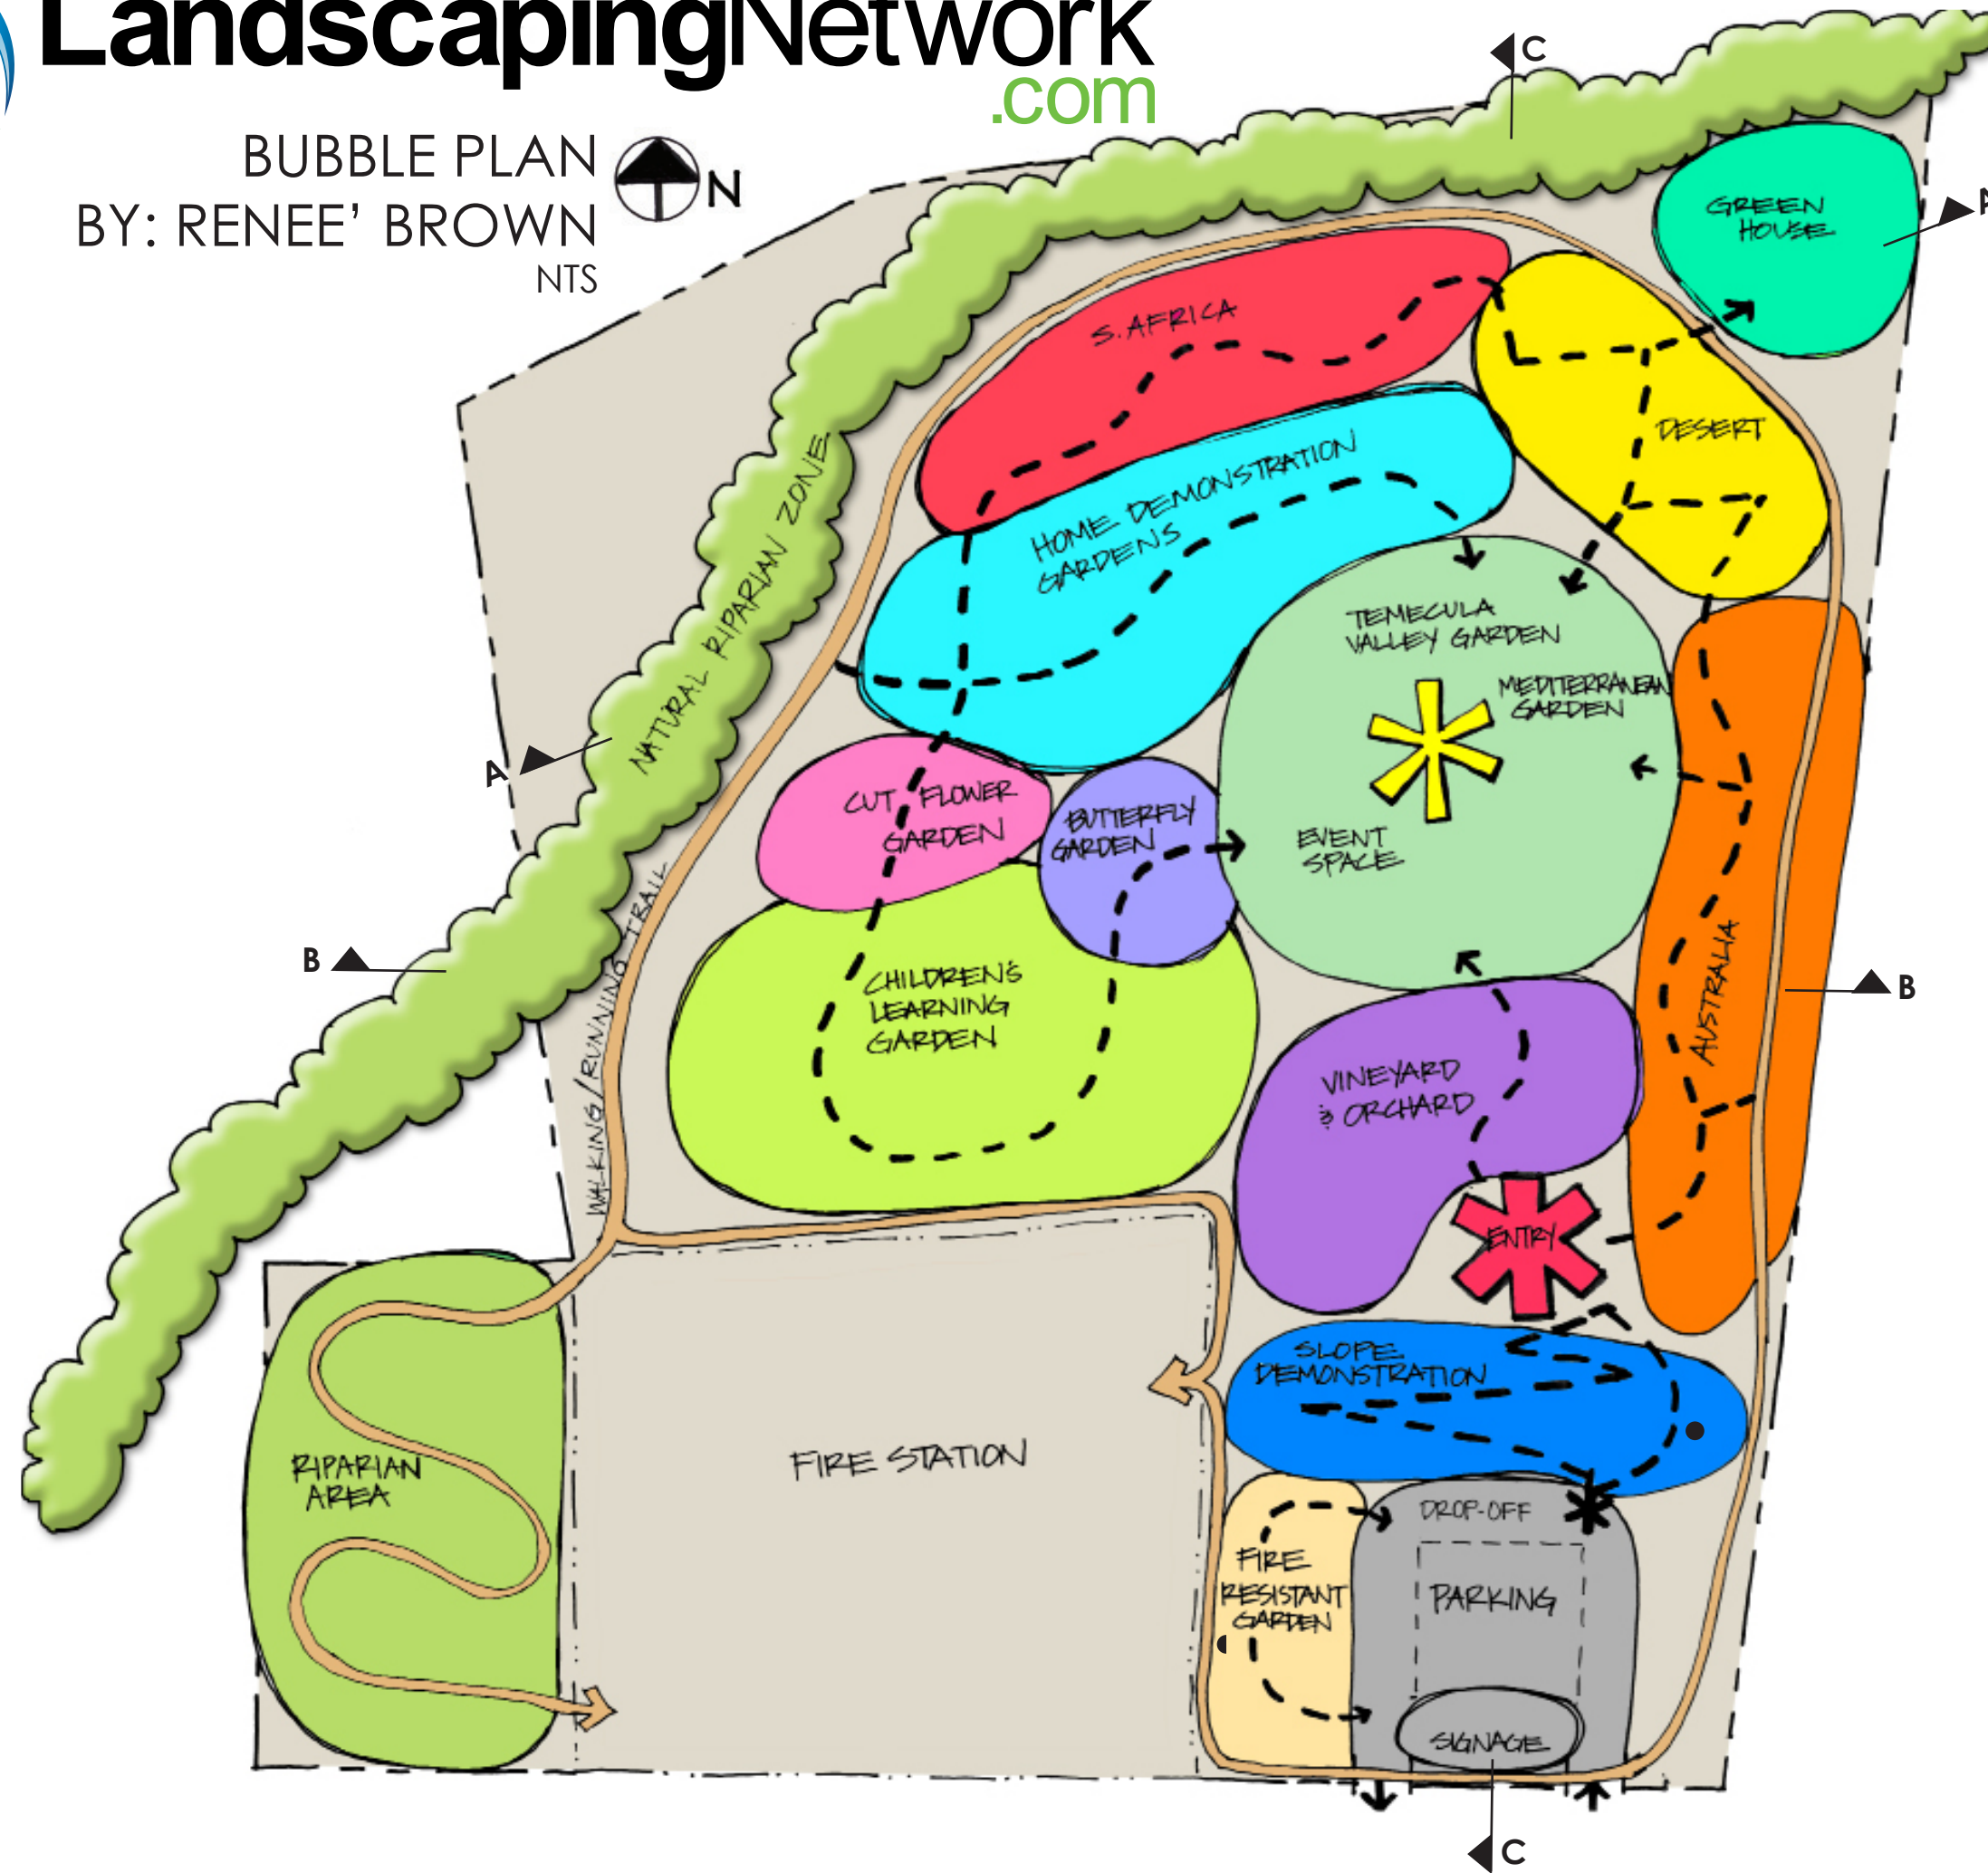 LandscapingNetwork
.com
BUBBLE PLAN
BY: RENEE' BROWN
NTS
N
C
GREEN
HOUSE
A
S. AFRICA
DESERT
HOME DEMONSTRATION
GARDENS
NATURAL RIPARIAN ZONE
TEMECULA
VALLEY GARDEN
MEDITERRANEAN
GARDEN
A
CUT FLOWER
GARDEN
BUTTERFLY
GARDEN
EVENT
SPACE
WALKING/RUNNING TRAIL
B
CHILDREN'S
LEARNING
GARDEN
AUSTRALIA
B
VINEYARD
& ORCHARD
ENTRY
SLOPE
DEMONSTRATION
FIRE STATION
RIPARIAN
AREA
DROP-OFF
FIRE
RESISTANT
GARDEN
PARKING
SIGNAGE
C